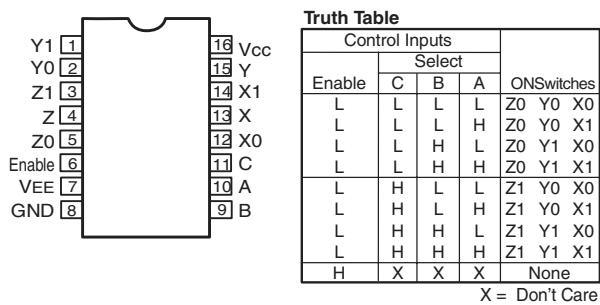 Y1 1
Y0 2
Z1 3
Z 4
Z0 5
Enable 6
VEE 7
GND 8
16 Vcc
15 Y
14 X1
13 X
12 X0
11 C
10 A
9 B
Truth Table
Control Inputs
Select
Enable C B A ONSwitches
L L L L Z0 Y0 X0
L L L H Z0 Y0 X1
L L H L Z0 Y1 X0
L L H H Z0 Y1 X1
L H L L Z1 Y0 X0
L H L H Z1 Y0 X1
L H H L Z1 Y1 X0
L H H H Z1 Y1 X1
H X X X None
X = Don't Care